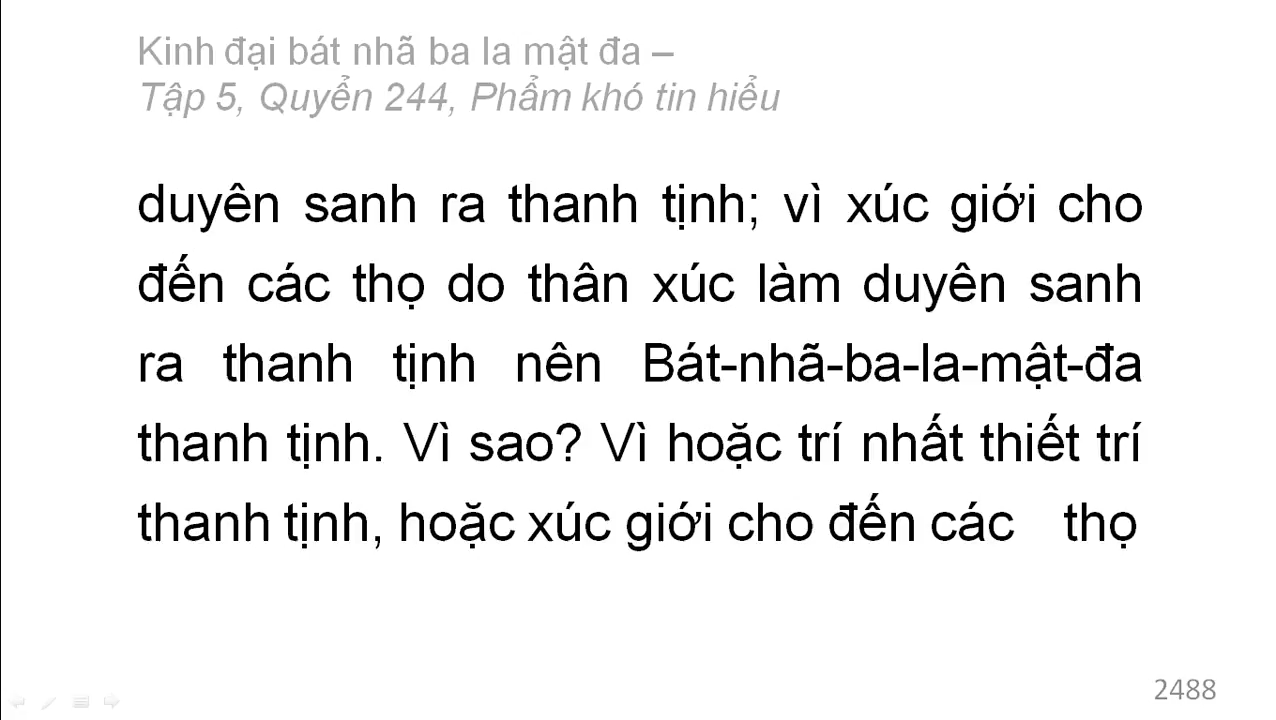 Kinh đại bát nhã ba la mật đa –
Tập 5, Quyển 244, Phẩm khó tin hiểu
duyên sanh ra thanh tịnh; vì xúc giới cho
đến các thọ do thân xúc làm duyên sanh
ra thanh tịnh nên Bát-nhã-ba-la-mật-đa
thanh tịnh. Vì sao? Vì hoặc trí nhất thiết trí
thanh tịnh, hoặc xúc giới cho đến các thọ
2488